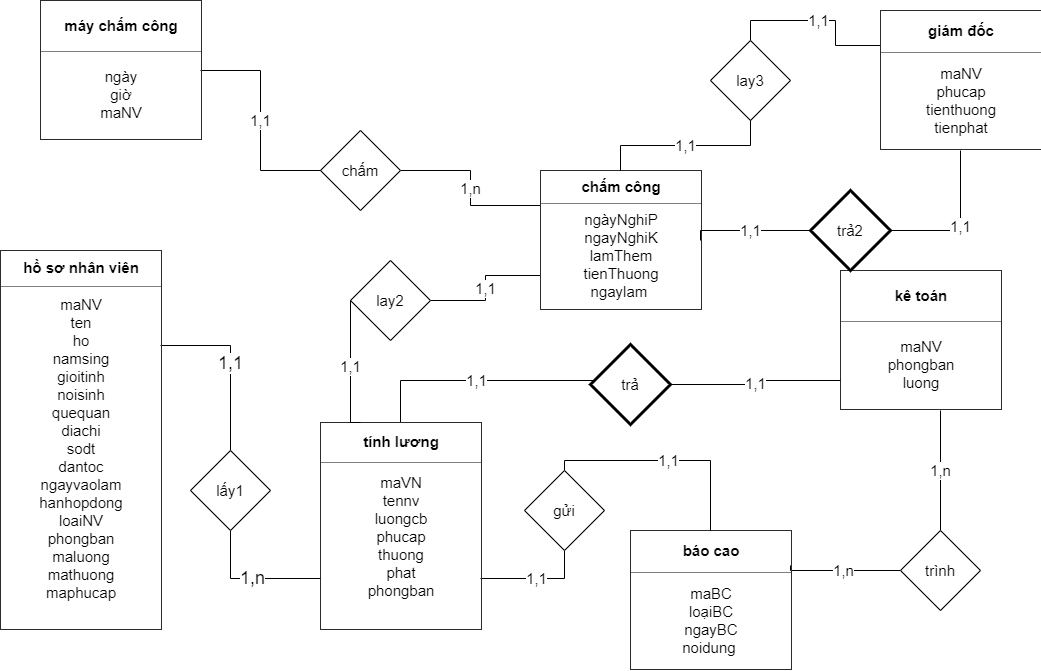 máy chấm công
ngày
giờ
maNV
1,1
chấm
1,n
lay3
1,1
1,1
giám đốc
maNV
phucap
tienthuong
tienphat
chấm công
ngàyNghiP
ngayNghiK
lamThem
tienThuong
ngaylam
1,1
trả2
1,1
hồ sơ nhân viên
maNV
ten
ho
namsing
gioitinh
noisinh
quequan
diachi
sodt
dantoc
ngayvaolam
hanhopdong
loaiNV
phongban
maluong
mathuong
maphucap
1,1
lấy1
1,n
lay2
1,1
1,1
kê toán
maNV
phongban
luong
1,1
trả
1,1
tính lương
maVN
tennv
luongcb
phucap
thuong
phat
phongban
1,1
gửi
1,1
báo cao
maBC
loạiBC
ngayBC
noidung
1,n
trình
1,n